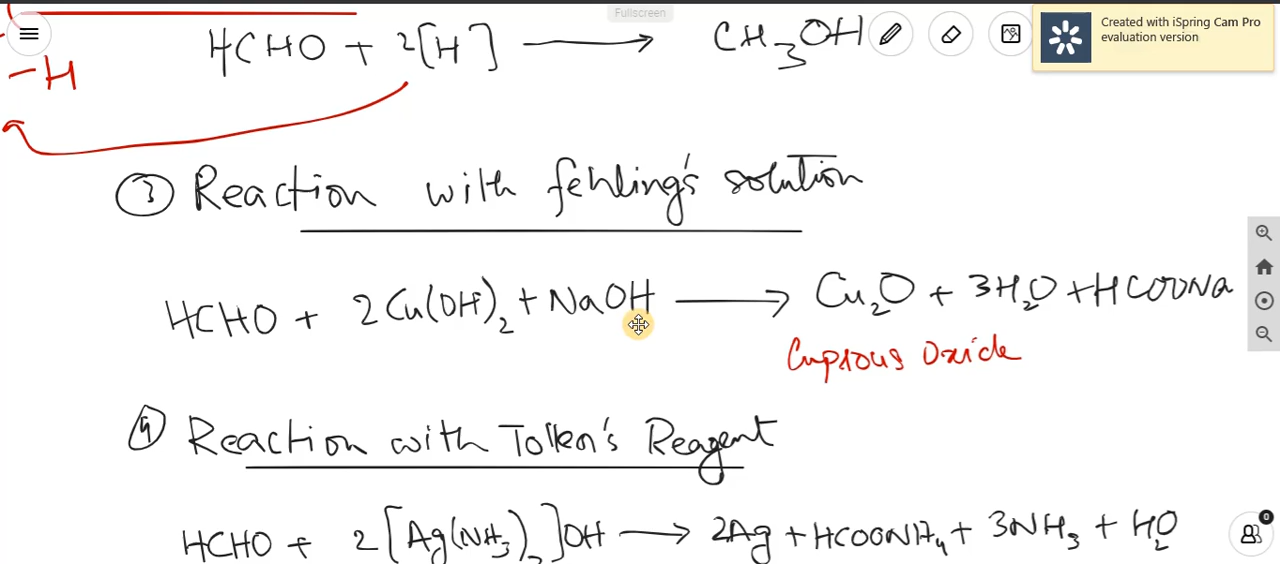 Fullscreen
Created with iSpring Cam Pro
evaluation version
HCHO + 2[H] ⟶ CH₃OH
-H
③ Reaction with fehling's solution
HCHO + 2Cu(OH)₂ + NaOH ⟶ Cu₂O + 3H₂O + HCOONa
Cuprous Oxide
④ Reaction with Tollen's Reagent
HCHO + 2[Ag(NH₃)₂]OH ⟶ 2Ag + HCOONH₄ + 3NH₃ + H₂O
0